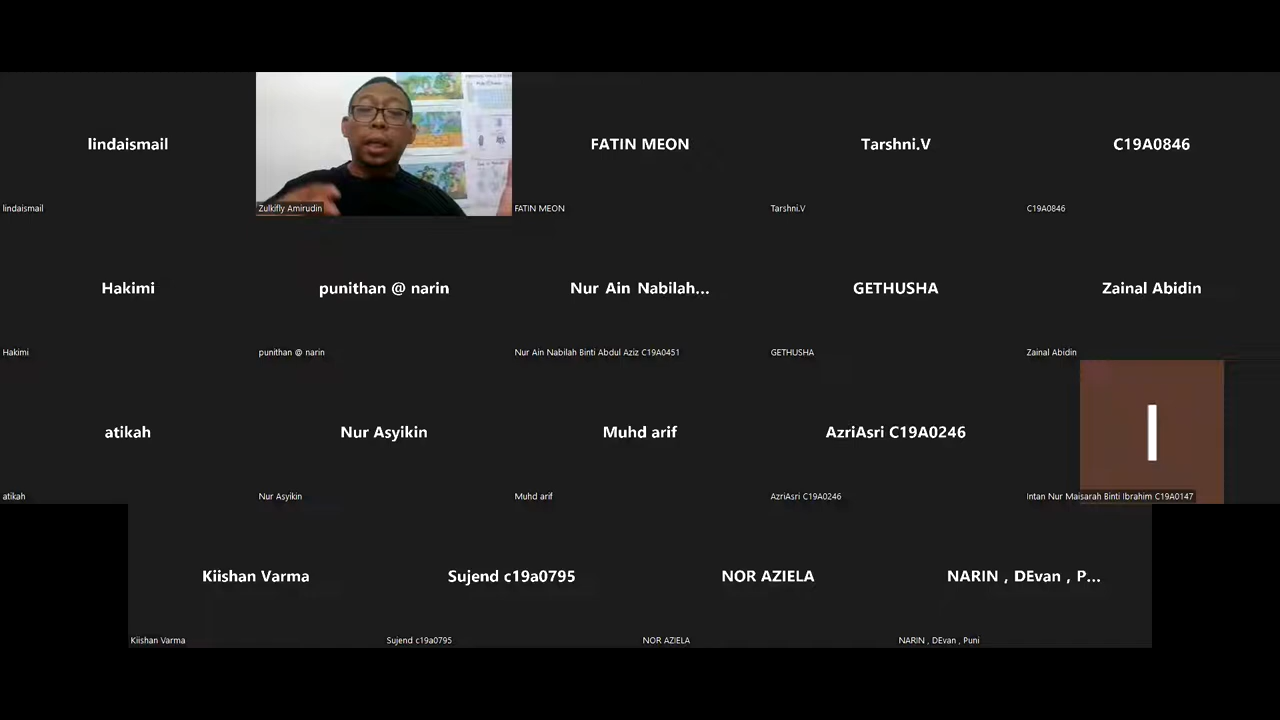 lindaismail
FATIN MEON
Tarshni.V
C19A0846
lindaismail
Zulkifly Amirudin
FATIN MEON
Tarshni.V
C19A0846
Hakimi
punithan @ narin
Nur Ain Nabilah...
GETHUSHA
Zainal Abidin
Hakimi
punithan @ narin
Nur Ain Nabilah Binti Abdul Aziz C19A0451
GETHUSHA
Zainal Abidin
atikah
Nur Asyikin
Muhd arif
AzriAsri C19A0246
I
atikah
Nur Asyikin
Muhd arif
AzriAsri C19A0246
Intan Nur Maisarah Binti Ibrahim C19A0147
Kiishan Varma
Sujend c19a0795
NOR AZIELA
NARIN , DEvan , P...
Kiishan Varma
Sujend c19a0795
NOR AZIELA
NARIN , DEvan , Puni